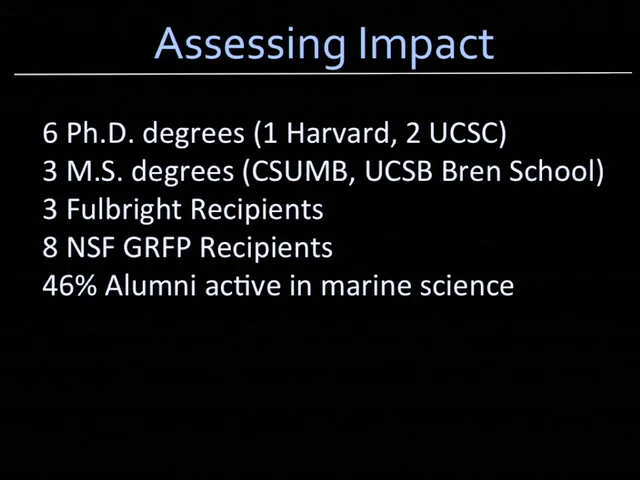 Assessing Impact
6 Ph.D. degrees (1 Harvard, 2 UCSC)
3 M.S. degrees (CSUMB, UCSB Bren School)
3 Fulbright Recipients
8 NSF GRFP Recipients
46% Alumni active in marine science